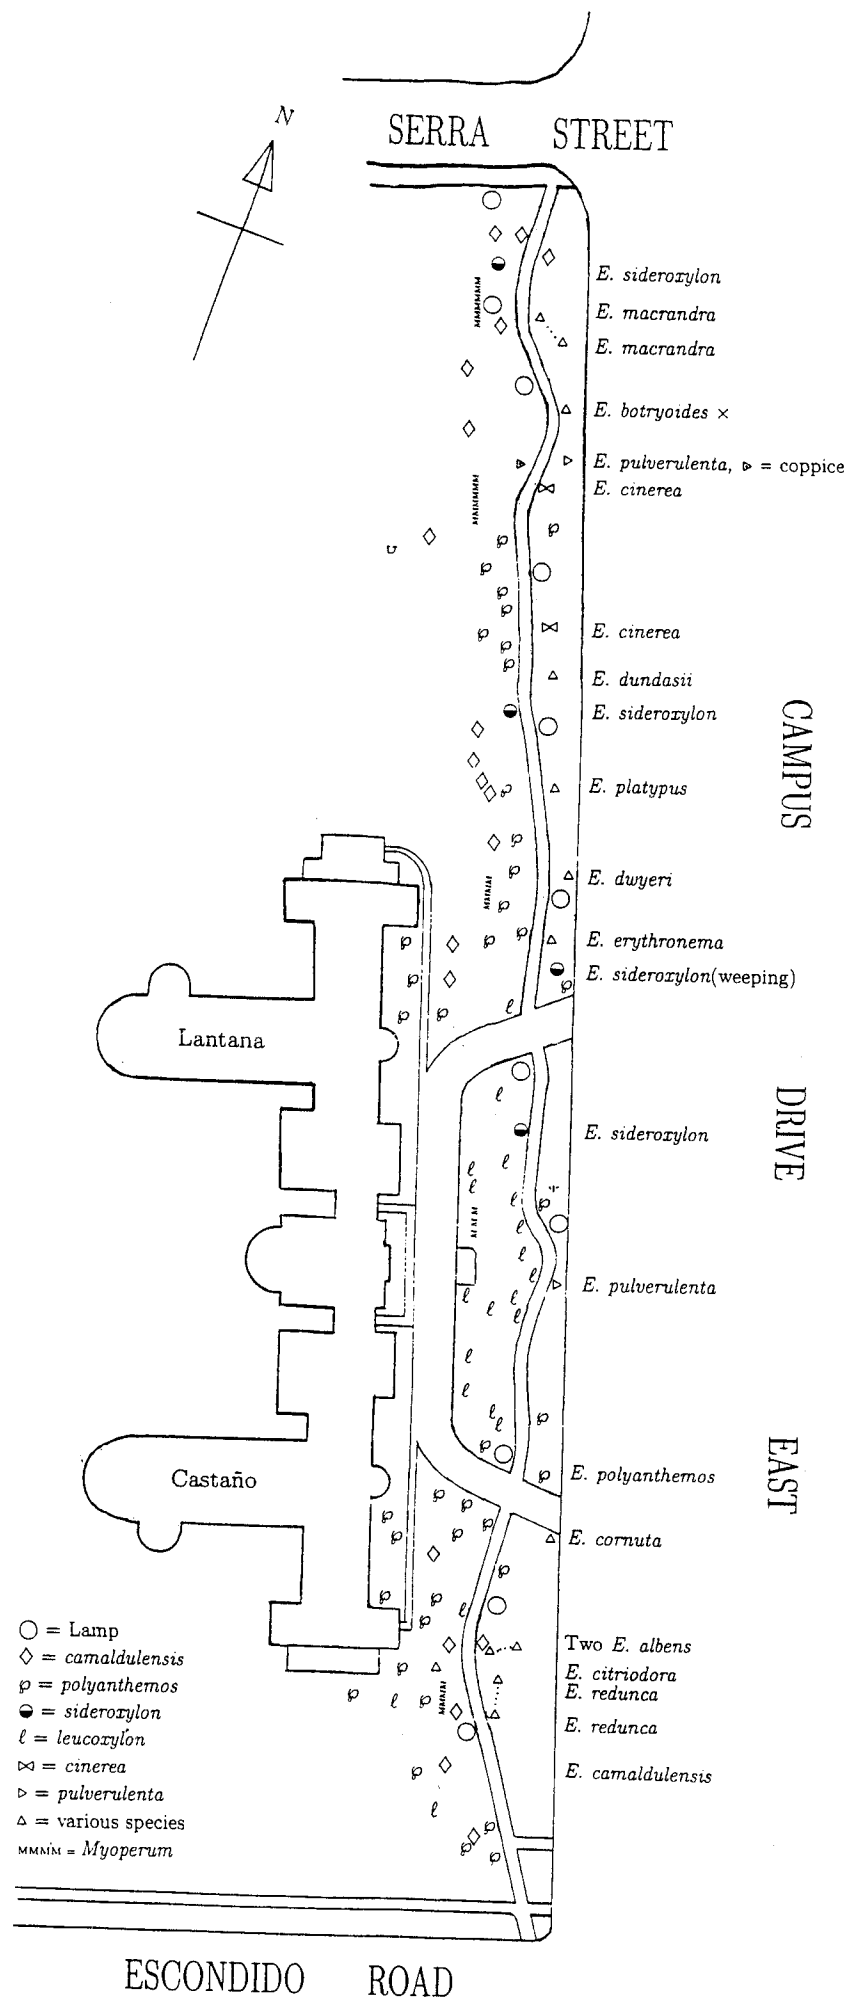 N
SERRA STREET
E. sideroxylon
E. macrandra
E. macrandra
E. botryoides ×
E. pulverulenta, ▹ = coppice
E. cinerea
E. cinerea
E. dundasii
E. sideroxylon
E. platypus
E. dwyeri
E. erythronema
E. sideroxylon(weeping)
CAMPUS
Lantana
DRIVE
E. sideroxylon
E. pulverulenta
EAST
Castaño
E. polyanthemos
E. cornuta
Two E. albens
E. citriodora
E. redunca
E. redunca
E. camaldulensis
○ = Lamp
◇ = camaldulensis
℘ = polyanthemos
◒ = sideroxylon
ℓ = leucoxylon
⋈ = cinerea
▹ = pulverulenta
▵ = various species
MMMM = Myoperum
ESCONDIDO ROAD